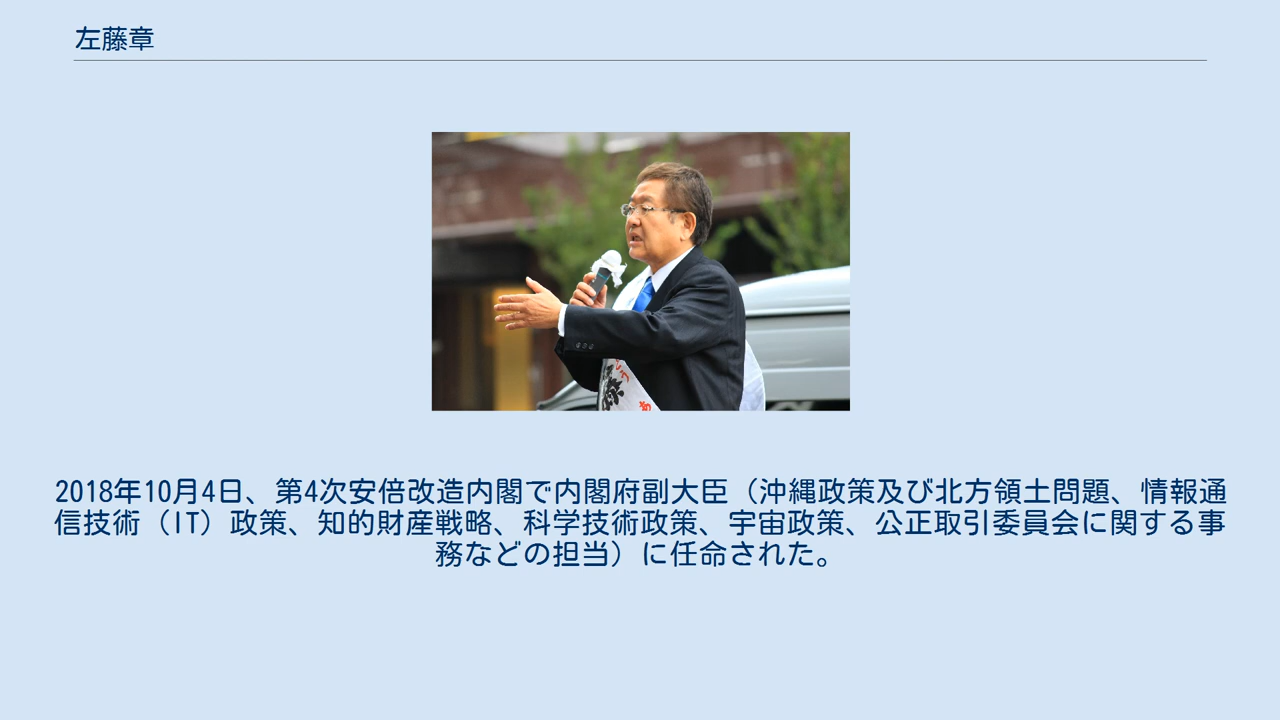 左藤章
2018年10月4日、第4次安倍改造内閣で内閣府副大臣（沖縄政策及び北方領土問題、情報通
信技術（IT）政策、知的財産戦略、科学技術政策、宇宙政策、公正取引委員会に関する事
務などの担当）に任命された。